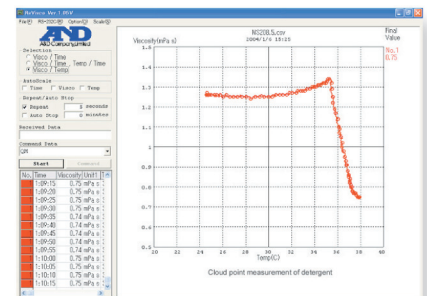 RsVisco Ver.1.05V
File(F) RS-232C(R) Option(O) Scale(S)
AND
A&D Company,Limited
Selection
Visco / Time
Visco / Time , Temp / Time
Visco / Temp
AutoScale
Time Visco Temp
Repeat/Auto Stop
Repeat 5 seconds
Auto Stop 0 minutes
Received Data
Command Data
QM
Start Command
No. Time Viscosity Unit1
1:09:15 0.75 mPa s
1:09:20 0.75 mPa s
1:09:25 0.75 mPa s
1:09:30 0.75 mPa s
1:09:35 0.74 mPa s
1:09:40 0.74 mPa s
1:09:45 0.74 mPa s
1:09:50 0.74 mPa s
1:09:55 0.74 mPa s
1:10:00 0.75 mPa s
1:10:05 0.75 mPa s
1:10:10 0.75 mPa s
1:10:15 0.75 mPa s
Viscosity(mPa s)
2004/1/6 15:15
Final
Value
No.1
0.75
1.5
1.4
1.3
1.2
1.1
1
0.9
0.8
0.7
0.6
0.5
20 22 24 26 28 30 32 34 36 38 40
Temp(C)
Cloud point measurement of detergent